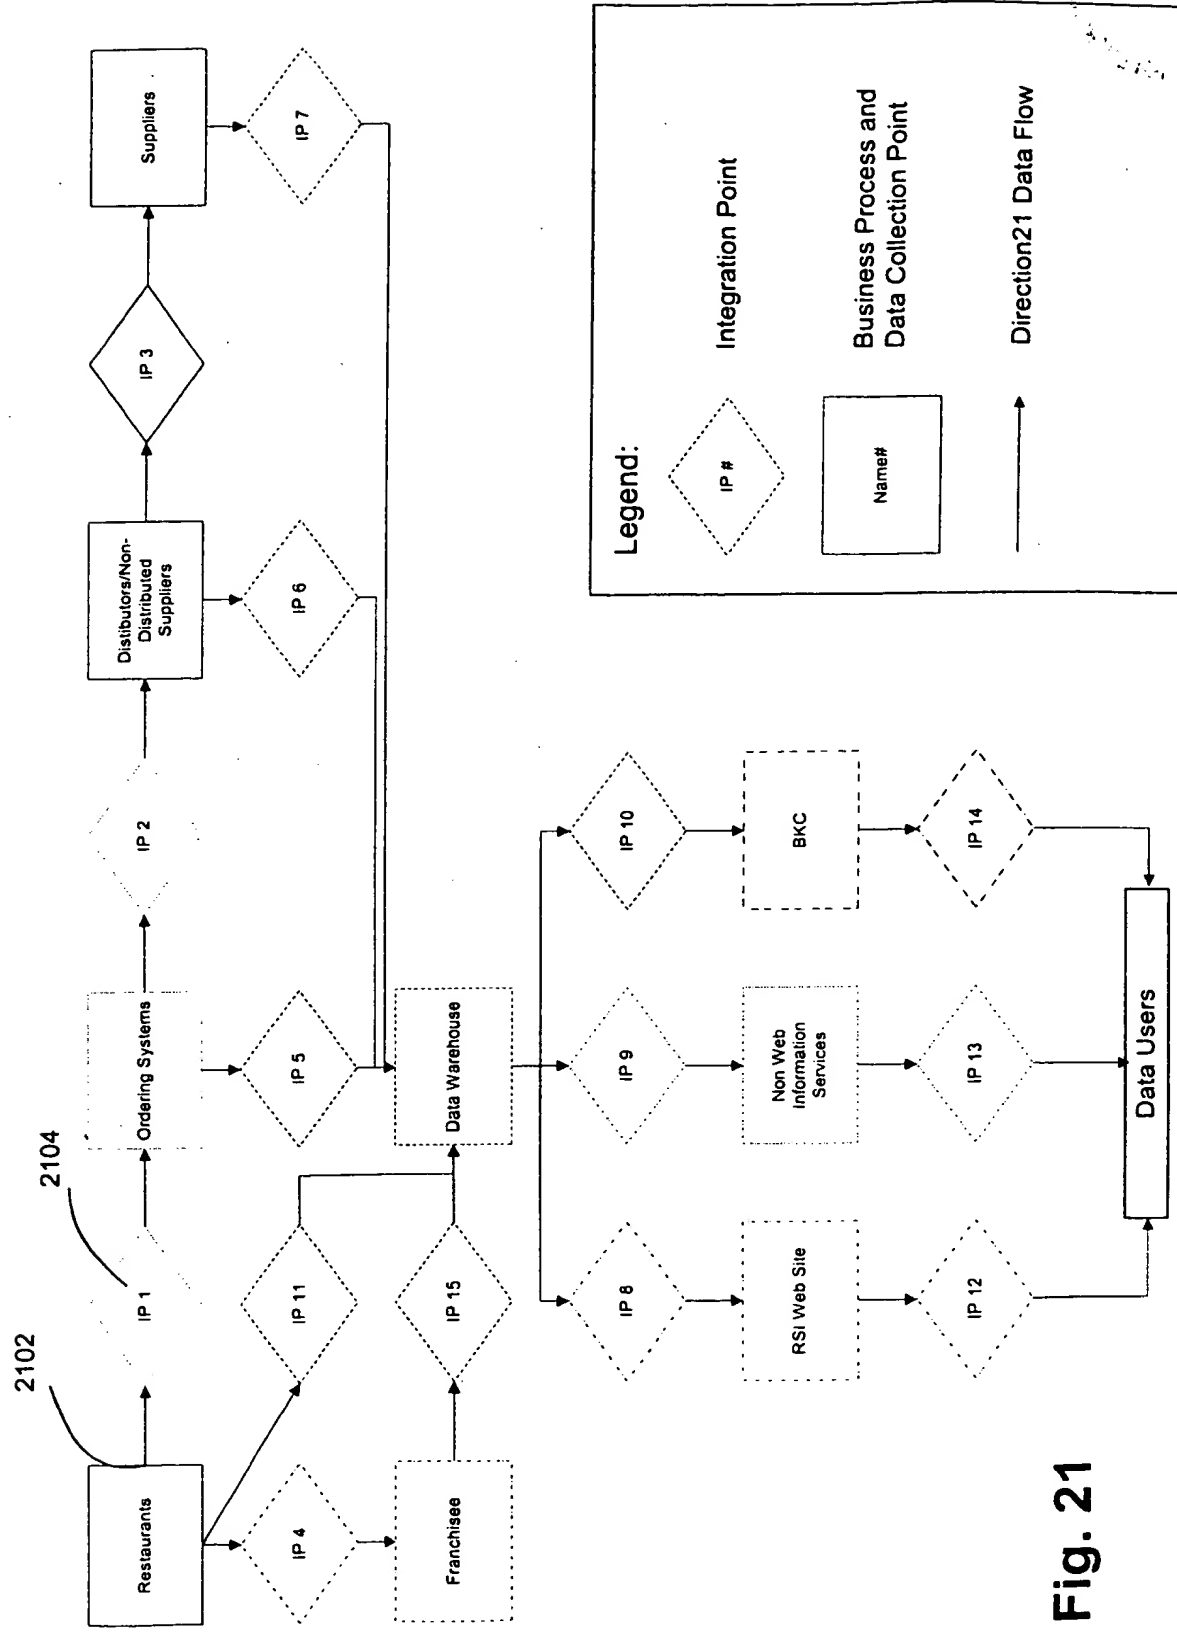 2102
2104
Restaurants
IP 1
Ordering Systems
IP 2
Distibutors/Non-
Distributed
Suppliers
IP 3
Suppliers
IP 4
IP 11
IP 5
IP 6
IP 7
Franchisee
IP 15
Data Warehouse
IP 8
IP 9
IP 10
RSI Web Site
Non Web
Information
Services
BKC
IP 12
IP 13
IP 14
Data Users
Legend:
IP #
Integration Point
Name#
Business Process and
Data Collection Point
Direction21 Data Flow
Fig. 21